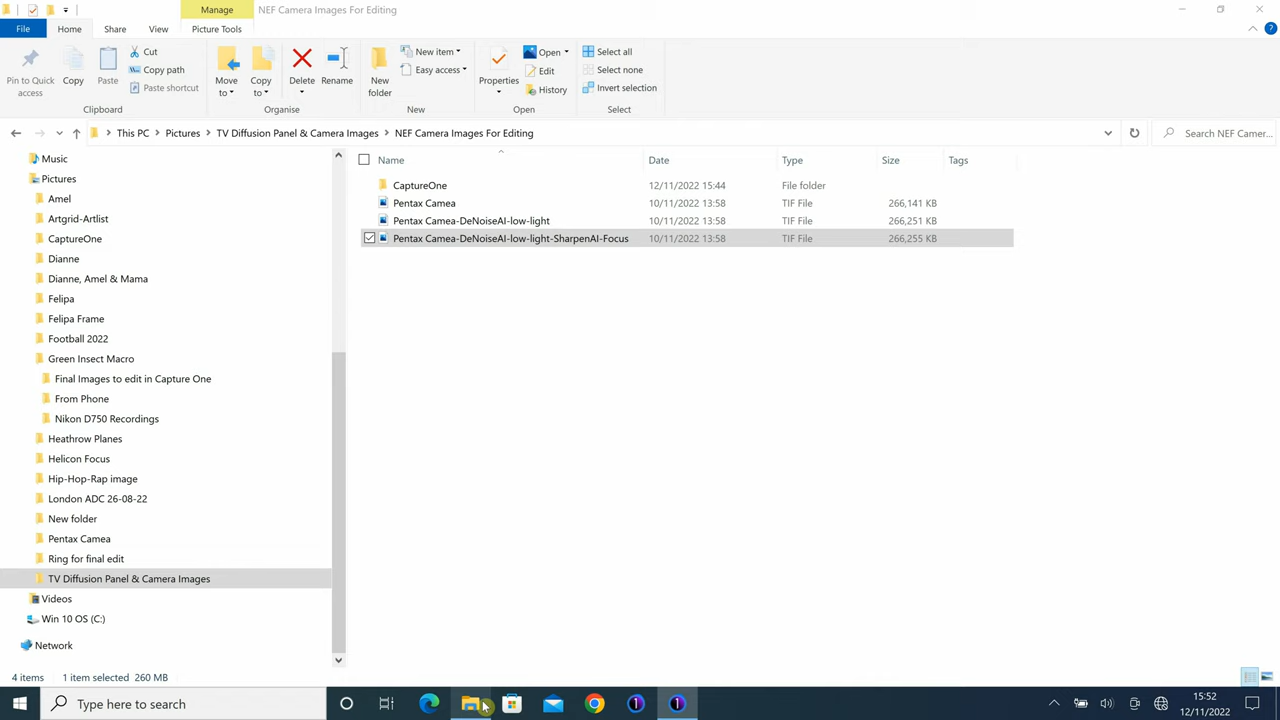 Manage NEF Camera Images For Editing
File Home Share View Picture Tools
Pin to Quick access
Copy
Paste
Cut
Copy path
Paste shortcut
Clipboard
Move to
Copy to
Delete
Rename
Organise
New folder
New item
Easy access
New
Properties
Open
Edit
History
Open
Select all
Select none
Invert selection
Select
This PC Pictures TV Diffusion Panel & Camera Images NEF Camera Images For Editing
Search NEF Camer...
Name Date Type Size Tags
CaptureOne 12/11/2022 15:44 File folder
Pentax Camea 10/11/2022 13:58 TIF File 266,141 KB
Pentax Camea-DeNoiseAI-low-light 10/11/2022 13:58 TIF File 266,251 KB
Pentax Camea-DeNoiseAI-low-light-SharpenAI-Focus 10/11/2022 13:58 TIF File 266,255 KB
Music
Pictures
Amel
Artgrid-Artlist
CaptureOne
Dianne
Dianne, Amel & Mama
Felipa
Felipa Frame
Football 2022
Green Insect Macro
Final Images to edit in Capture One
From Phone
Nikon D750 Recordings
Heathrow Planes
Helicon Focus
Hip-Hop-Rap image
London ADC 26-08-22
New folder
Pentax Camea
Ring for final edit
TV Diffusion Panel & Camera Images
Videos
Win 10 OS (C:)
Network
4 items 1 item selected 260 MB
Type here to search
15:52
12/11/2022